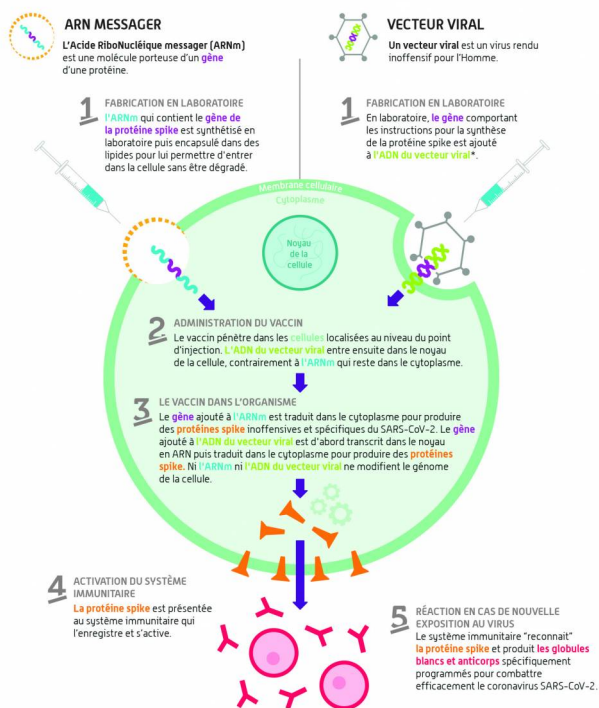 ARN MESSAGER
L'Acide RiboNucléique messager (ARNm)
est une molécule porteuse d'un gène
d'une protéine.
VECTEUR VIRAL
Un vecteur viral est un virus rendu
inoffensif pour l'Homme.
1 FABRICATION EN LABORATOIRE
l'ARNm qui contient le gène de
la protéine spike est synthétisé en
laboratoire puis encapsulé dans des
lipides pour lui permettre d'entrer
dans la cellule sans être dégradé.
1 FABRICATION EN LABORATOIRE
En laboratoire, le gène comportant
les instructions pour la synthèse
de la protéine spike est ajouté
à l'ADN du vecteur viral*.
Membrane cellulaire
Cytoplasme
Noyau
de la
cellule
2 ADMINISTRATION DU VACCIN
Le vaccin pénètre dans les cellules localisées au niveau du point
d'injection. L'ADN du vecteur viral entre ensuite dans le noyau
de la cellule, contrairement à l'ARNm qui reste dans le cytoplasme.
3 LE VACCIN DANS L'ORGANISME
Le gène ajouté à l'ARNm est traduit dans le cytoplasme pour produire
des protéines spike inoffensives et spécifiques du SARS-CoV-2. Le gène
ajouté à l'ADN du vecteur viral est d'abord transcrit dans le noyau
en ARN puis traduit dans le cytoplasme pour produire des protéines
spike. Ni l'ARNm ni l'ADN du vecteur viral ne modifient le génome
de la cellule.
4 ACTIVATION DU SYSTÈME
IMMUNITAIRE
La protéine spike est présentée
au système immunitaire qui
l'enregistre et s'active.
5 RÉACTION EN CAS DE NOUVELLE
EXPOSITION AU VIRUS
Le système immunitaire "reconnait"
la protéine spike et produit les globules
blancs et anticorps spécifiquement
programmés pour combattre
efficacement le coronavirus SARS-CoV-2.